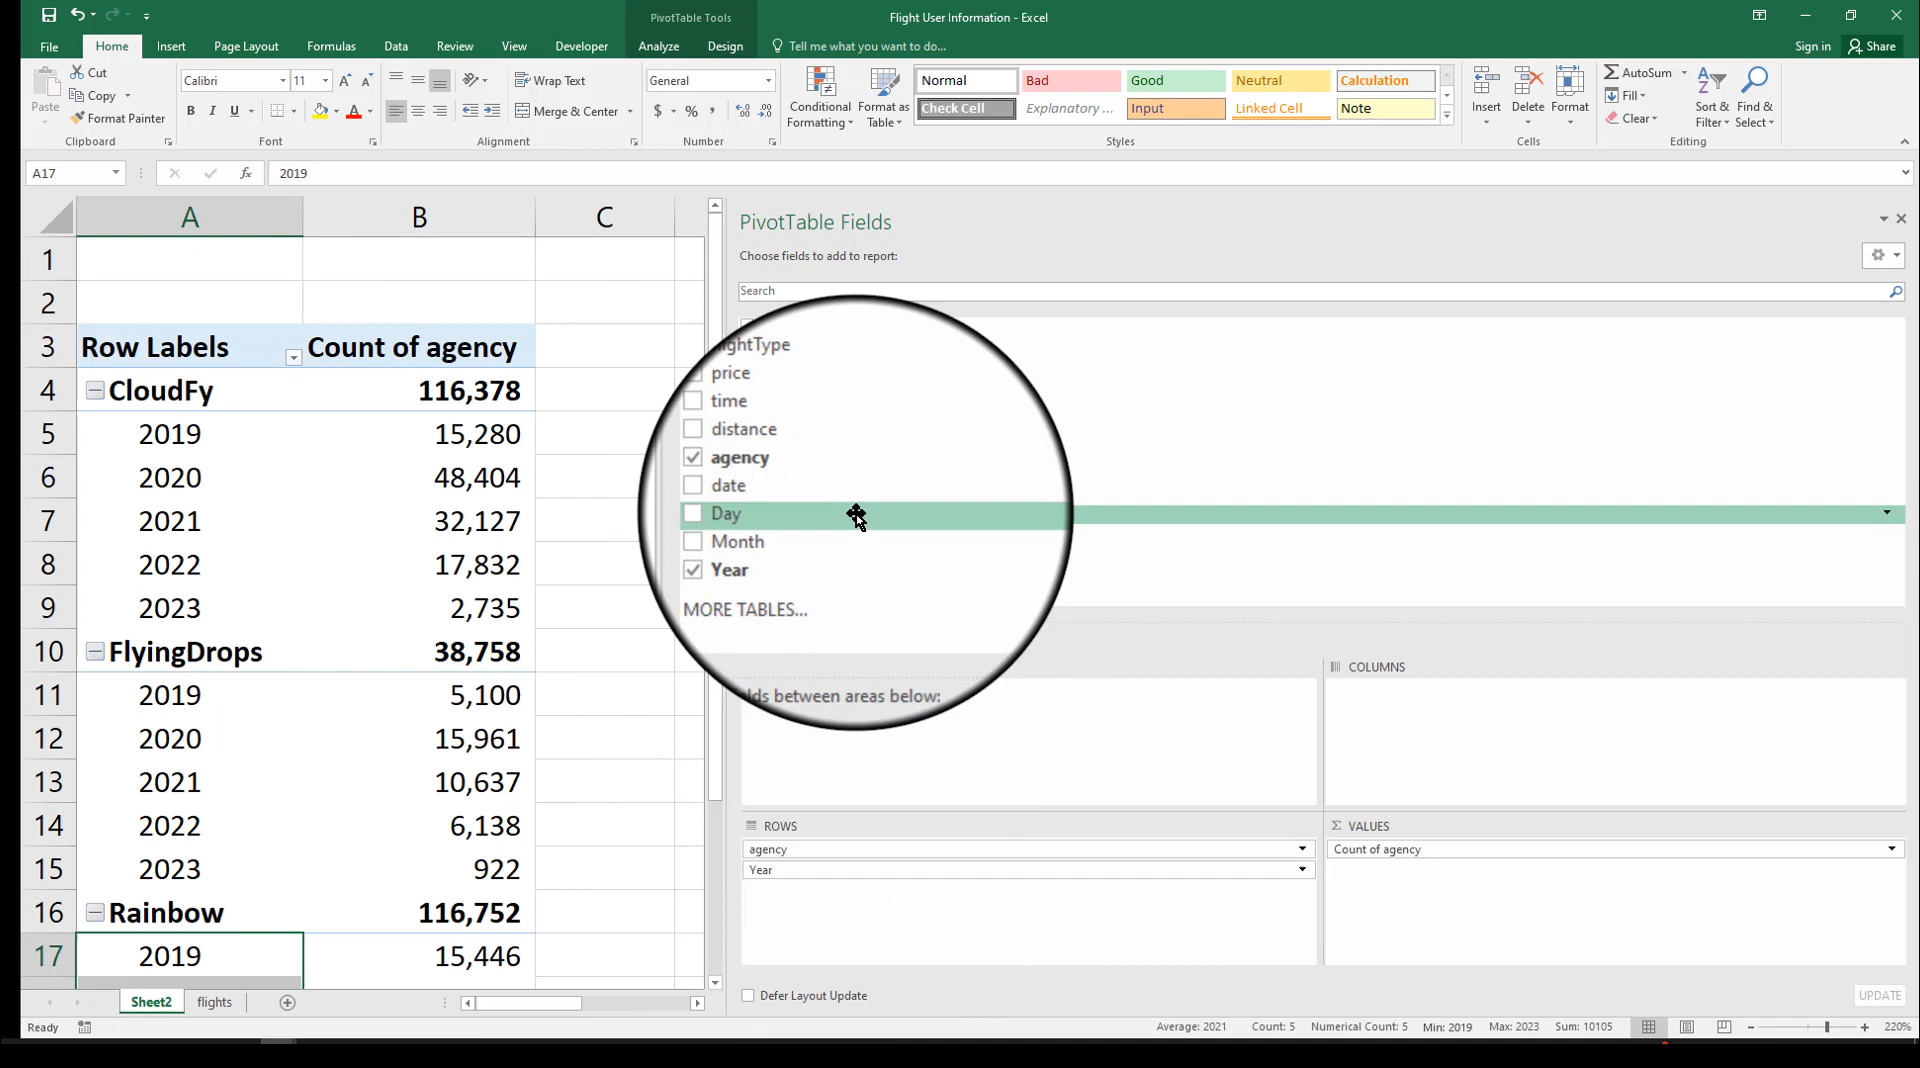 PivotTable Tools
Flight User Information - Excel
File Home Insert Page Layout Formulas Data Review View Developer Analyze Design Tell me what you want to do... Sign in Share
Paste
Cut
Copy
Format Painter
Clipboard
Calibri 11
B I U
Font
Wrap Text
Merge & Center
Alignment
General
$ % ,
Number
Conditional Formatting
Format as Table
Normal Bad Good Neutral Calculation
Check Cell Explanatory ... Input Linked Cell Note
Styles
Insert Delete Format
Cells
AutoSum
Fill
Clear
Sort & Filter
Find & Select
Editing
A17 fx 2019
A B C
1
2
3 Row Labels Count of agency
4 CloudFy 116,378
5 2019 15,280
6 2020 48,404
7 2021 32,127
8 2022 17,832
9 2023 2,735
10 FlyingDrops 38,758
11 2019 5,100
12 2020 15,961
13 2021 10,637
14 2022 6,138
15 2023 922
16 Rainbow 116,752
17 2019 15,446
PivotTable Fields
Choose fields to add to report:
Search
ghtType
price
time
distance
agency
date
Day
Month
Year
MORE TABLES...
lds between areas below:
COLUMNS
ROWS
agency
Year
VALUES
Count of agency
Defer Layout Update UPDATE
Sheet2 flights
Ready Average: 2021 Count: 5 Numerical Count: 5 Min: 2019 Max: 2023 Sum: 10105 220%